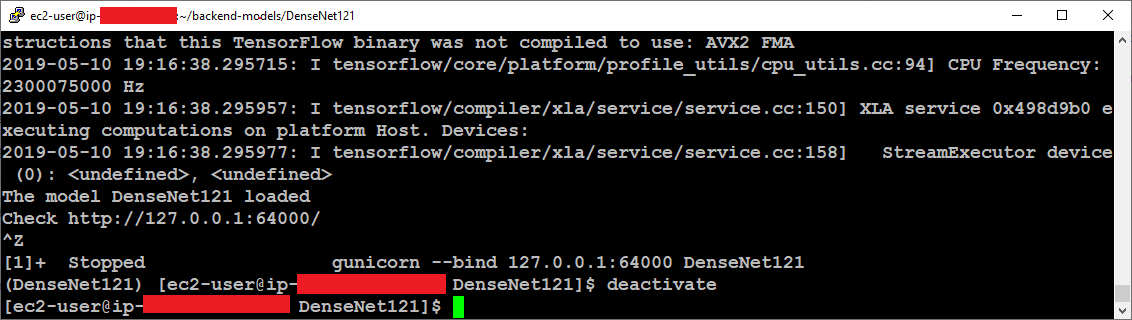 ec2-user@ip- :~/backend-models/DenseNet121
structions that this TensorFlow binary was not compiled to use: AVX2 FMA
2019-05-10 19:16:38.295715: I tensorflow/core/platform/profile_utils/cpu_utils.cc:94] CPU Frequency:
2300075000 Hz
2019-05-10 19:16:38.295957: I tensorflow/compiler/xla/service/service.cc:150] XLA service 0x498d9b0 e
xecuting computations on platform Host. Devices:
2019-05-10 19:16:38.295977: I tensorflow/compiler/xla/service/service.cc:158]   StreamExecutor device
 (0): <undefined>, <undefined>
The model DenseNet121 loaded
Check http://127.0.0.1:64000/
^Z
[1]+  Stopped                 gunicorn --bind 127.0.0.1:64000 DenseNet121
(DenseNet121) [ec2-user@ip- DenseNet121]$ deactivate
[ec2-user@ip- DenseNet121]$